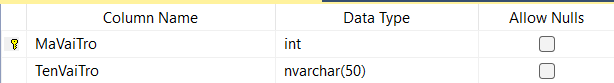 Column Name Data Type Allow Nulls
MaVaiTro int
TenVaiTro nvarchar(50)